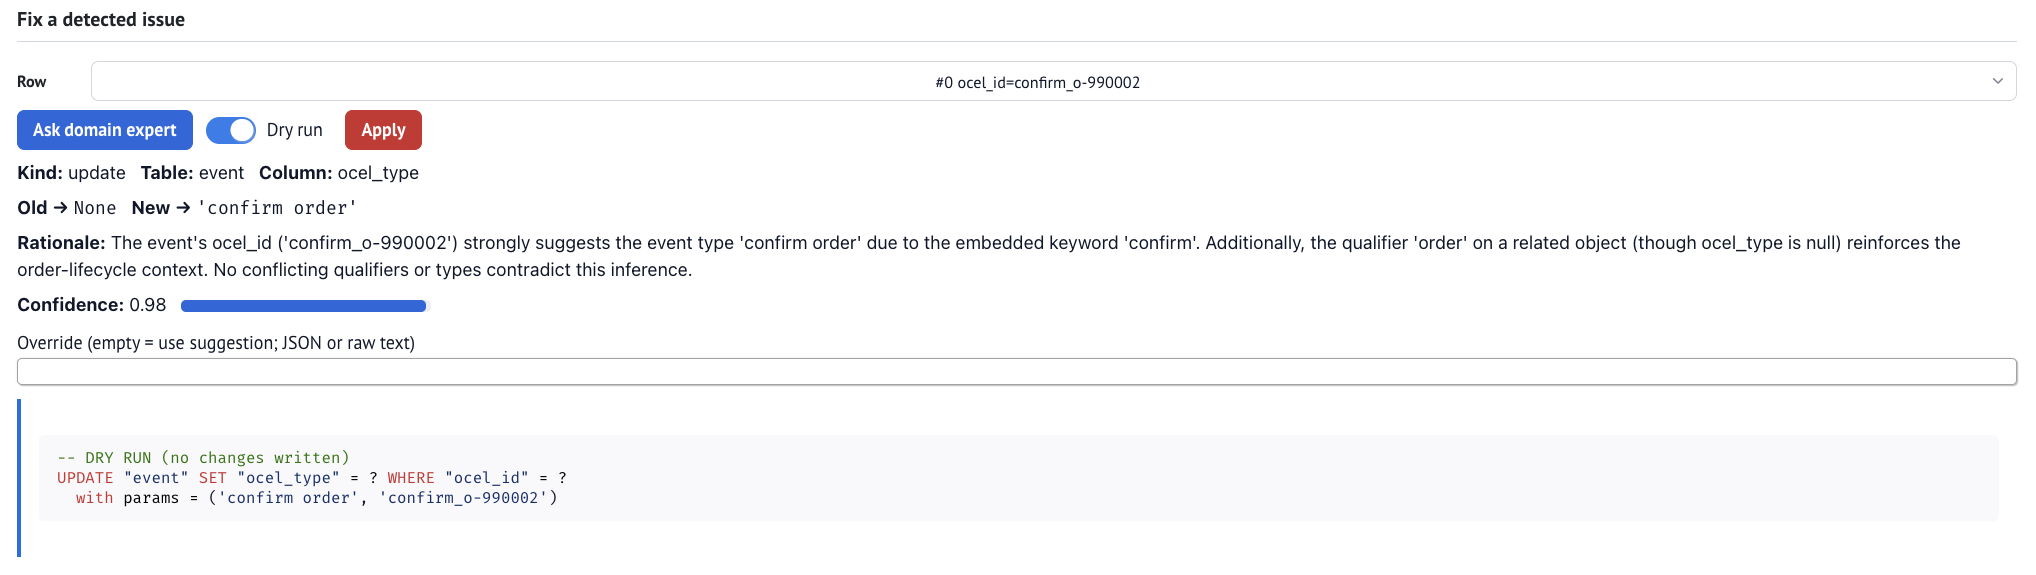 Fix a detected issue
Row #0 ocel_id=confirm_o-990002
Ask domain expert Dry run Apply
Kind: update Table: event Column: ocel_type
Old → None New → 'confirm order'
Rationale: The event's ocel_id ('confirm_o-990002') strongly suggests the event type 'confirm order' due to the embedded keyword 'confirm'. Additionally, the qualifier 'order' on a related object (though ocel_type is null) reinforces the
order-lifecycle context. No conflicting qualifiers or types contradict this inference.
Confidence: 0.98
Override (empty = use suggestion; JSON or raw text)
-- DRY RUN (no changes written)
UPDATE "event" SET "ocel_type" = ? WHERE "ocel_id" = ?
with params = ('confirm order', 'confirm_o-990002')